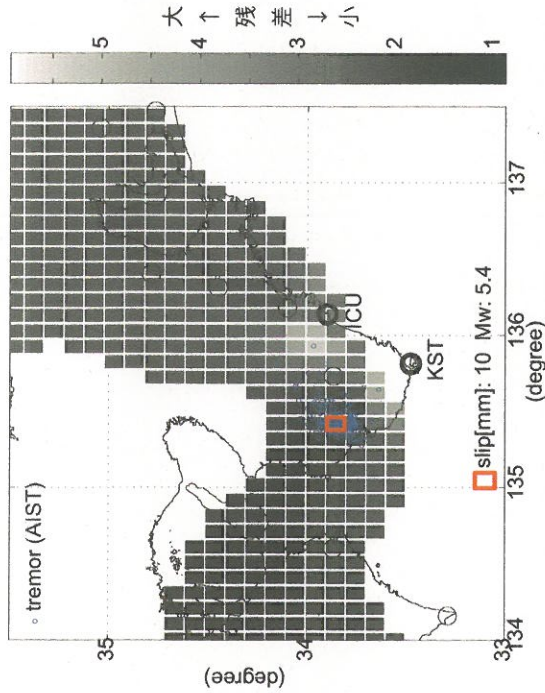 大
↑
残
差
↓
小
5
4
3
2
1
○ tremor (AIST)
35
34
33
(degree)
ICU
KST
slip[mm]: 10 Mw: 5.4
134
135
136
137
(degree)